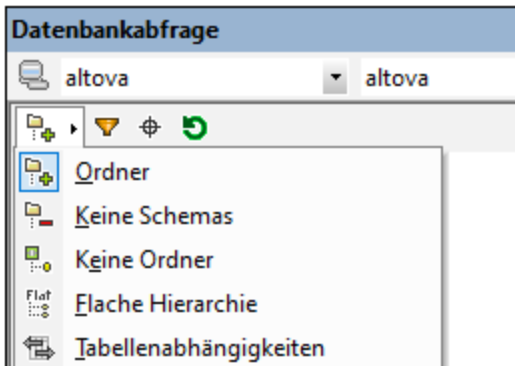 Datenbankabfrage
altova altova
Ordner
Keine Schemas
Keine Ordner
Flat Flache Hierarchie
Tabellenabhängigkeiten